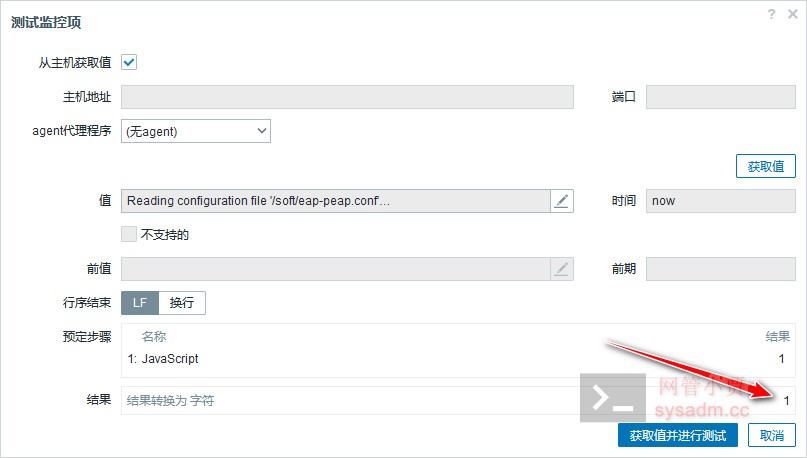 测试监控项
从主机获取值
主机地址 端口
agent代理程序 (无agent)
获取值
值 Reading configuration file '/soft/eap-peap.conf'… 时间 now
不支持的
前值 前期
行序结束 LF 换行
预定步骤 名称 结果
1: JavaScript 1
结果 结果转换为 字符 1
sysadm.cc
获取值并进行测试 取消